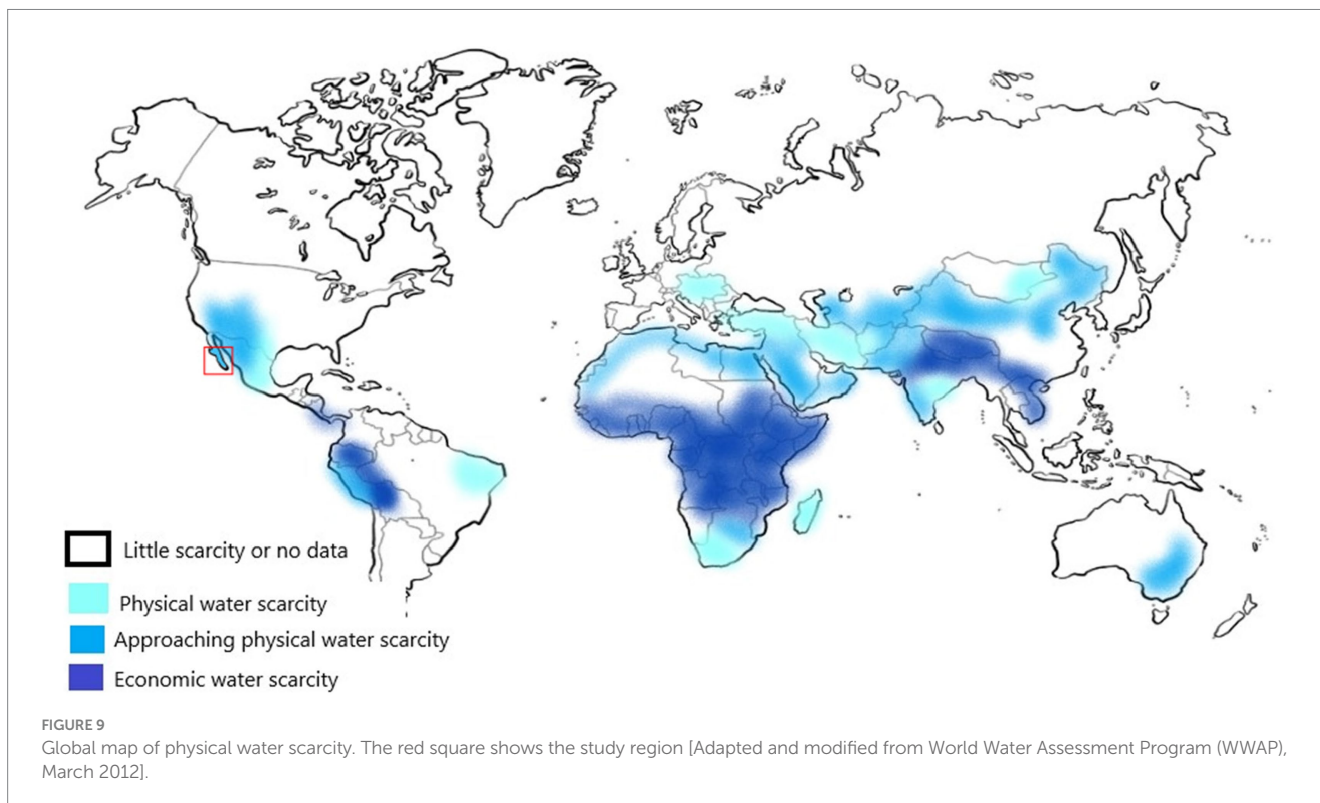 Little scarcity or no data
Physical water scarcity
Approaching physical water scarcity
Economic water scarcity
FIGURE 9
Global map of physical water scarcity. The red square shows the study region [Adapted and modified from World Water Assessment Program (WWAP),
March 2012].